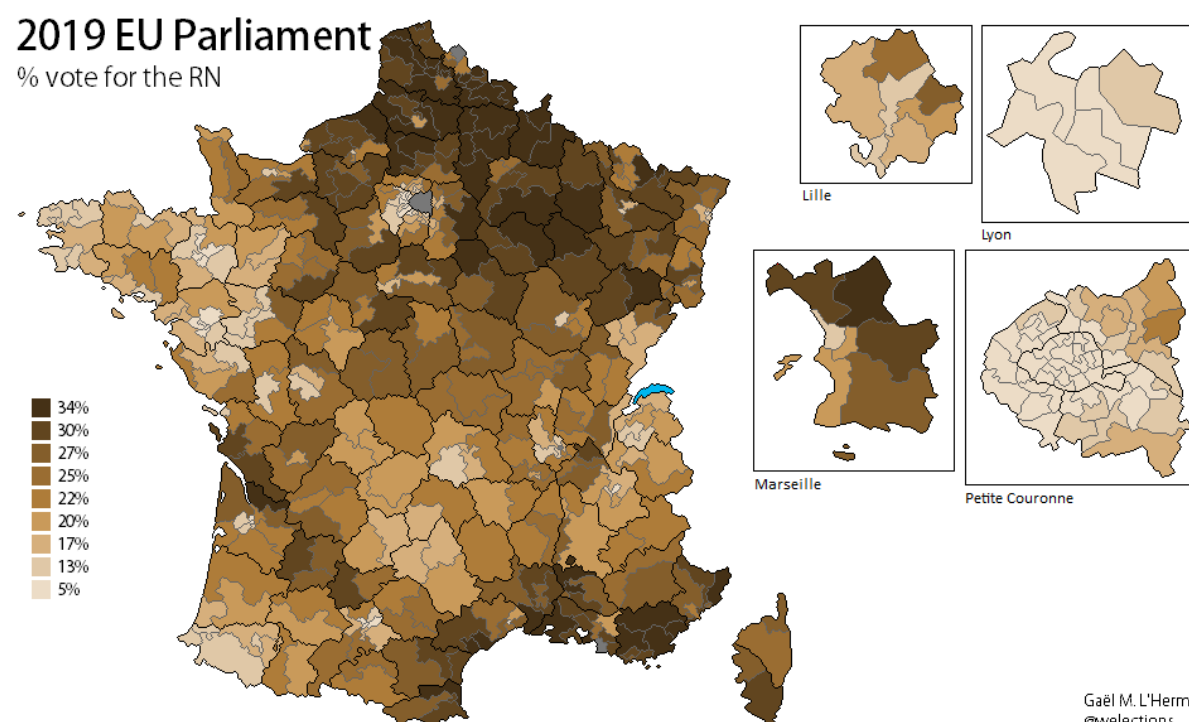 2019 EU Parliament
% vote for the RN
34%
30%
27%
25%
22%
20%
17%
13%
5%
Lille
Lyon
Marseille
Petite Couronne
Gaël M. L'Herm
@welections